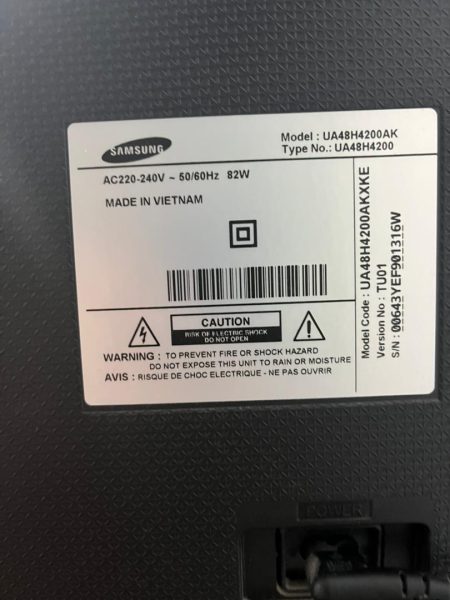 SAMSUNG
Model : UA48H4200AK
Type No.: UA48H4200
AC220-240V ~ 50/60Hz 82W
MADE IN VIETNAM
CAUTION
RISK OF ELECTRIC SHOCK
DO NOT OPEN
WARNING : TO PREVENT FIRE OR SHOCK HAZARD
DO NOT EXPOSE THIS UNIT TO RAIN OR MOISTURE
AVIS : RISQUE DE CHOC ELECTRIQUE - NE PAS OUVRIR
Model Code : UA48H4200AKXKE
Version No : TU01
S/N : 00643YEF901316W
POWER